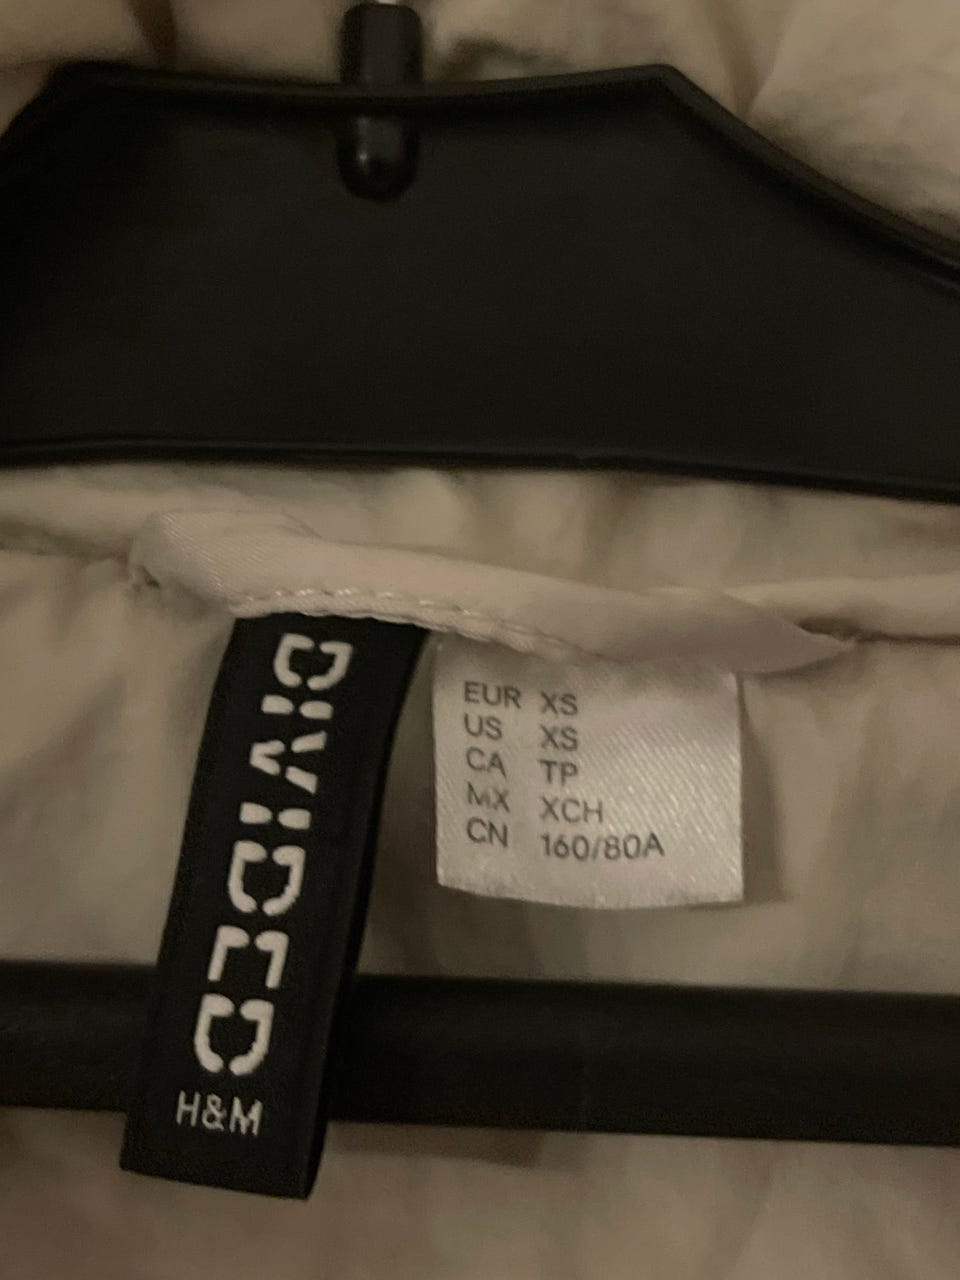 DIVIDED
H&M
EUR XS
US XS
CA TP
MX XCH
CN 160/80A